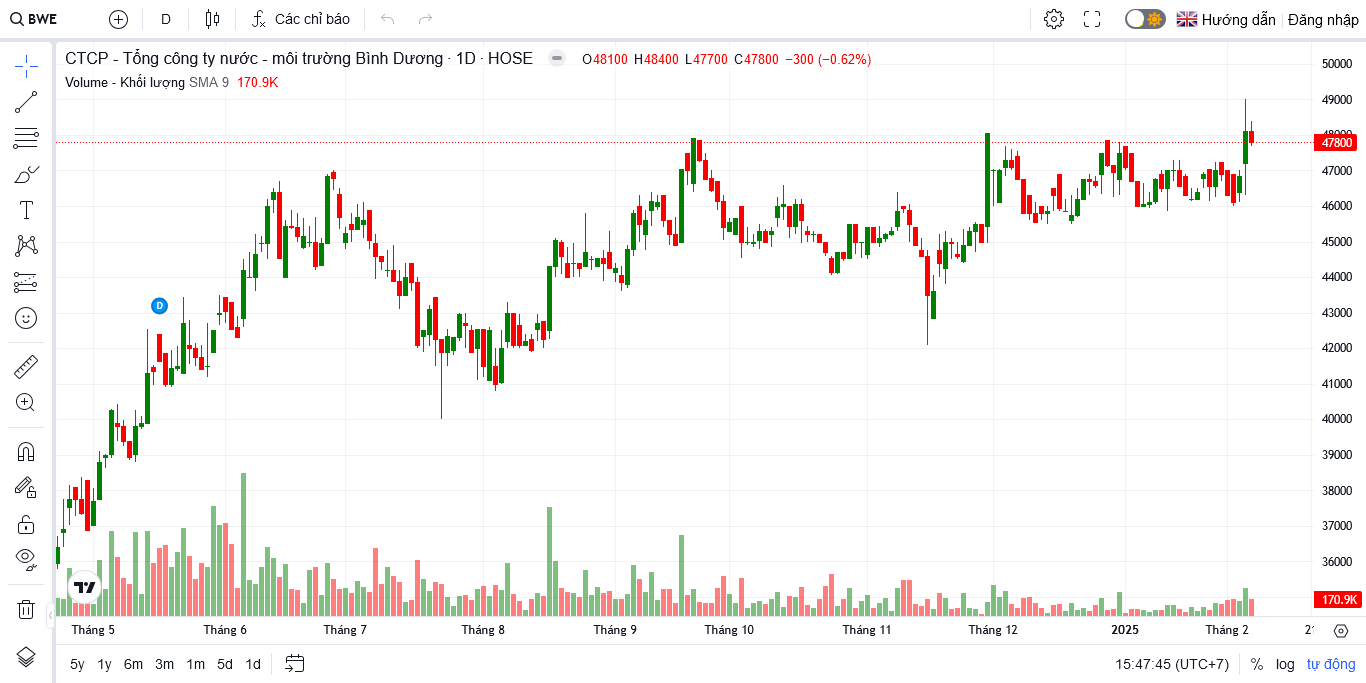 BWE D Các chỉ báo Hướng dẫn Đăng nhập
CTCP - Tổng công ty nước - môi trường Bình Dương · 1D · HOSE O48100 H48400 L47700 C47800 −300 (−0.62%)
Volume - Khối lượng SMA 9 170.9K
50000
49000
48000
47800
47000
46000
45000
44000
43000
42000
41000
40000
39000
38000
37000
36000
170.9K
D
T
Tháng 5 Tháng 6 Tháng 7 Tháng 8 Tháng 9 Tháng 10 Tháng 11 Tháng 12 2025 Tháng 2
5y 1y 6m 3m 1m 5d 1d 15:47:45 (UTC+7) % log tự động